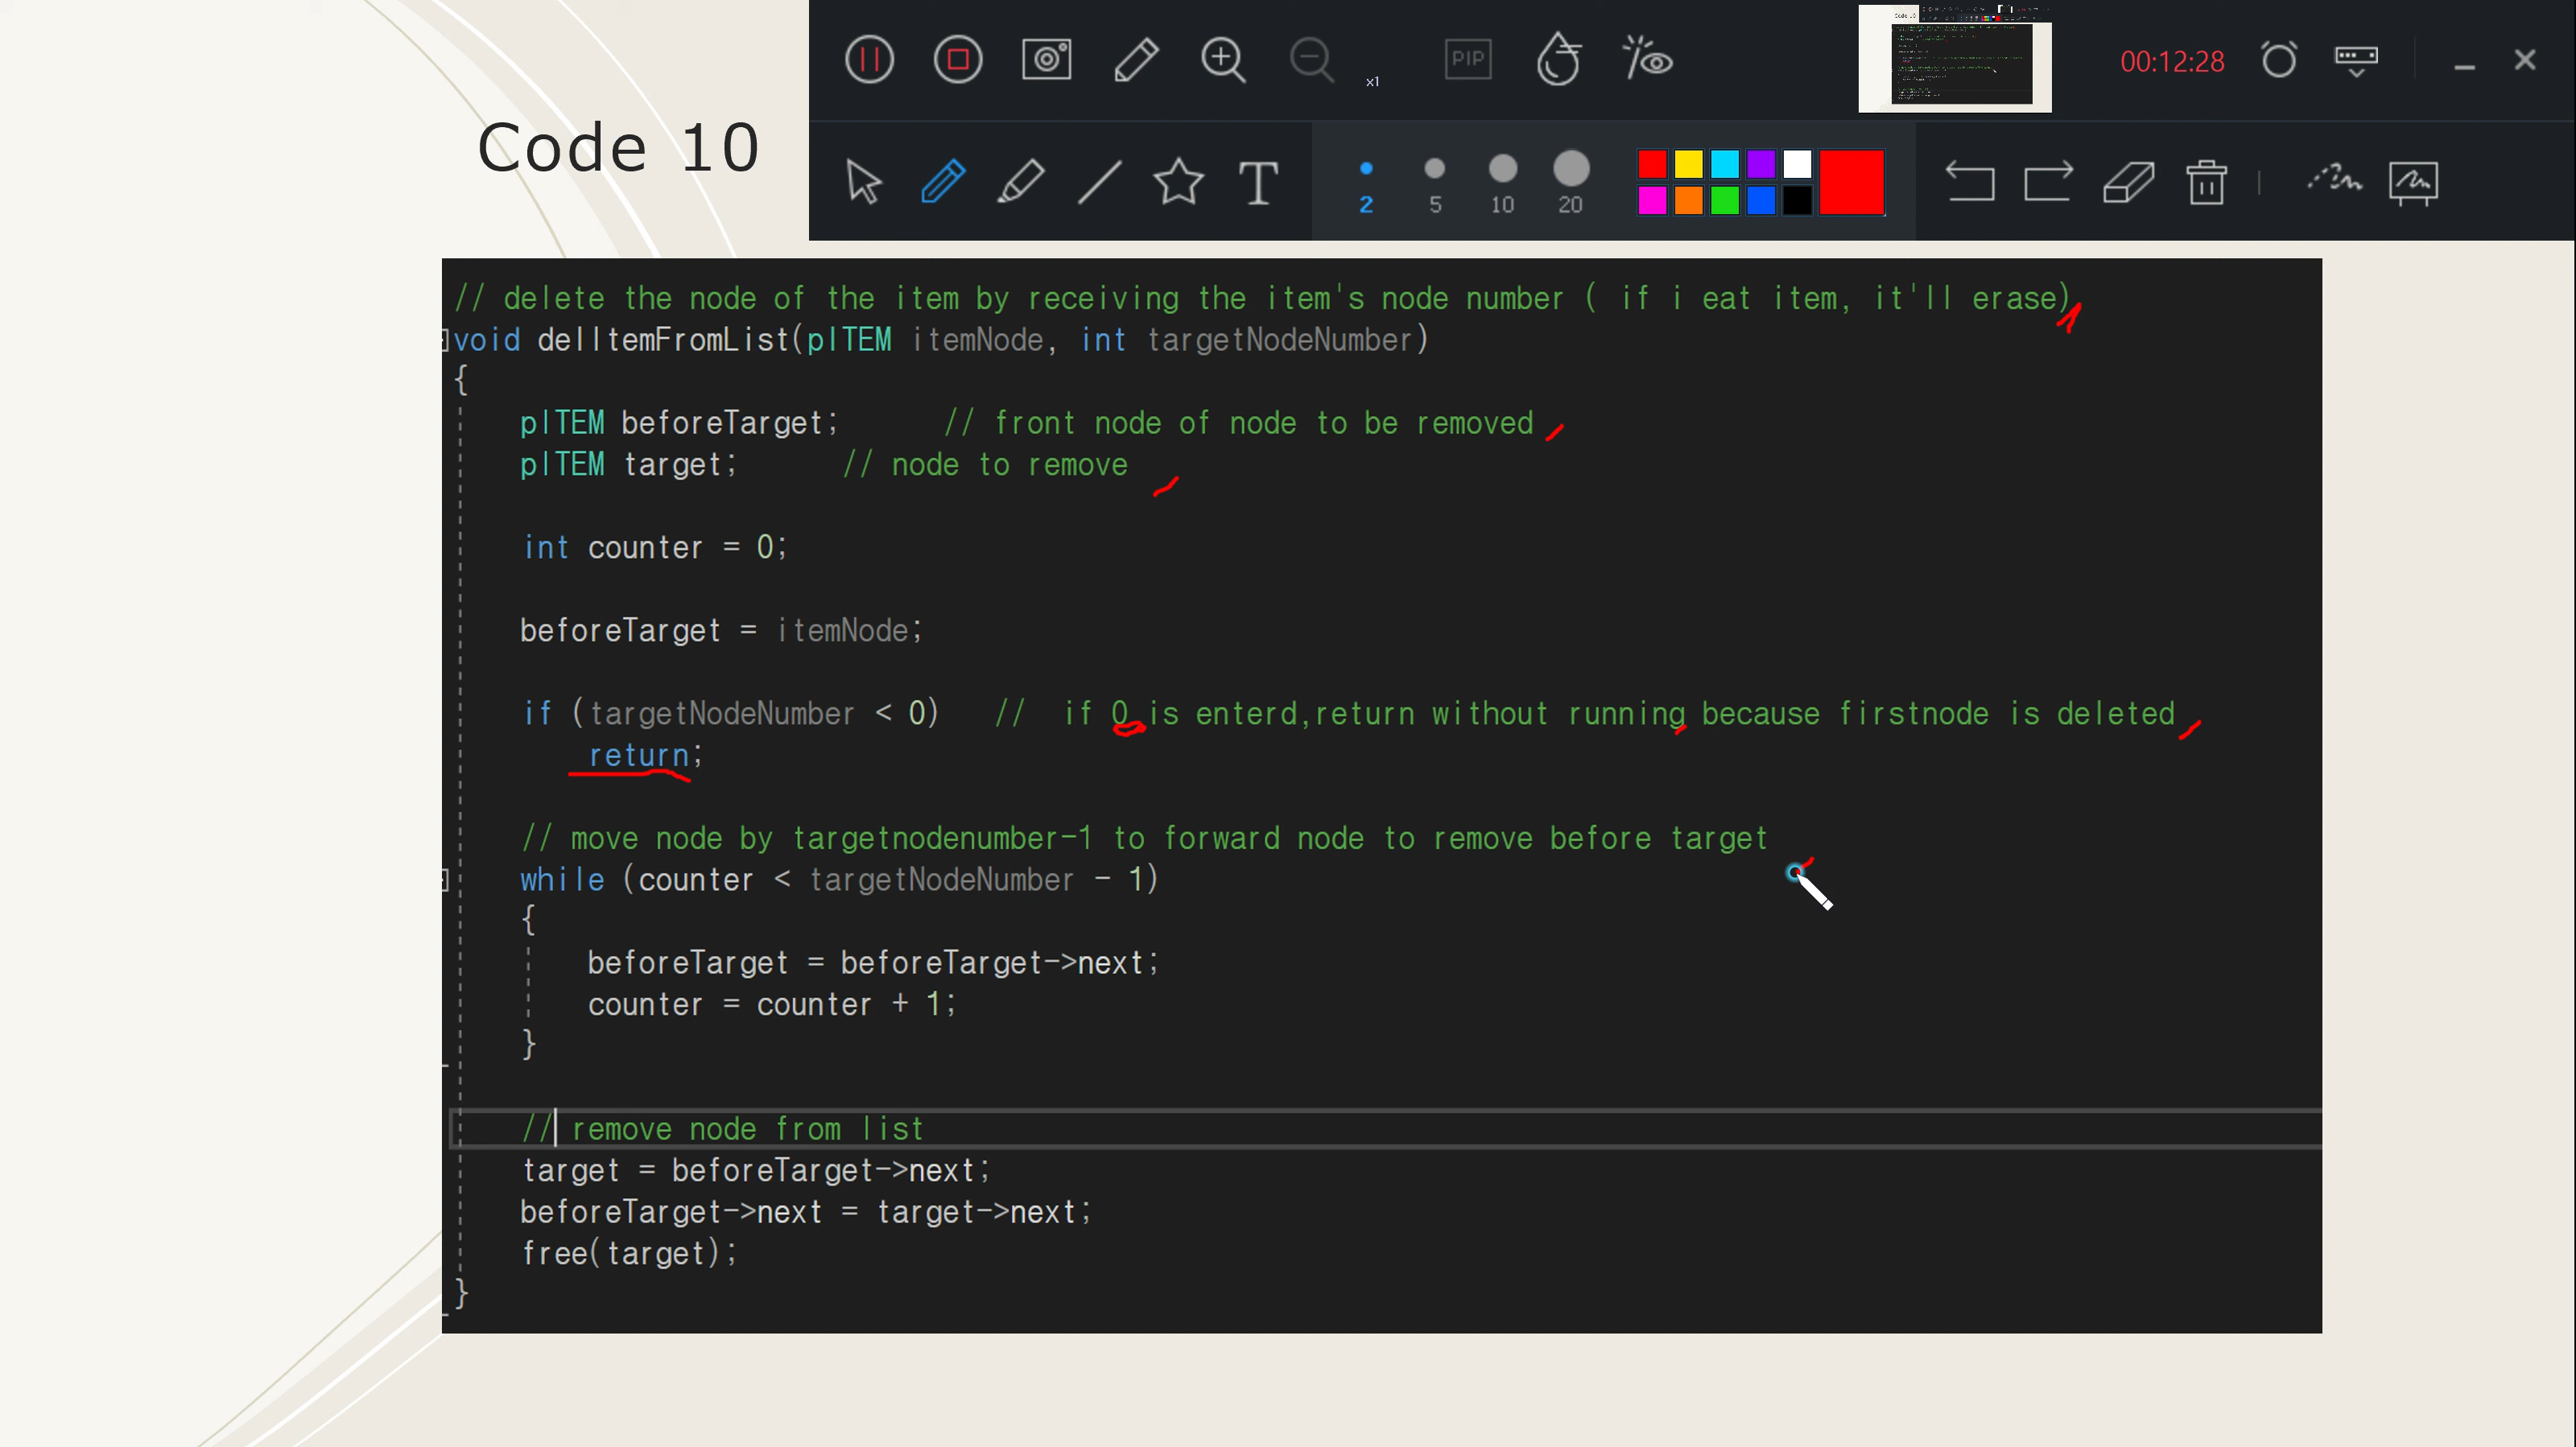 x1
PIP
00:12:28
Code 10
T
2
5
10
20
// delete the node of the item by receiving the item's node number ( if i eat item, it'll erase)
void delItemFromList(pITEM itemNode, int targetNodeNumber)
{
pITEM beforeTarget; // front node of node to be removed
pITEM target; // node to remove
int counter = 0;
beforeTarget = itemNode;
if (targetNodeNumber < 0) // if 0 is enterd,return without running because firstnode is deleted
return;
// move node by targetnodenumber-1 to forward node to remove before target
while (counter < targetNodeNumber - 1)
{
beforeTarget = beforeTarget->next;
counter = counter + 1;
}
// remove node from list
target = beforeTarget->next;
beforeTarget->next = target->next;
free(target);
}